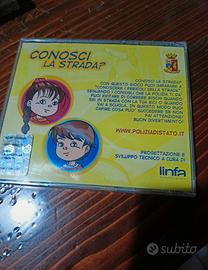 CONOSCI
LA STRADA?
CONOSCI LA STRADA?
CON QUESTO GIOCO PUOI IMPARARE A
CONOSCERE I PERICOLI DELLA STRADA
SEGUENDO I CONSIGLI CHE LA POLIZIA TI DA'
PUOI EVITARE DI CORRERE RISCHI QUANDO
SEI IN STRADA CON LA TUA BICI O QUANDO
VAI A SCUOLA. IN QUESTO MODO PUOI
CAPIRE COSA PUO' SUCCEDERE SE NON
FAI ATTENZIONE!
BUON DIVERTIMENTO!
WWW.POLIZIADISTATO.IT
PROGETTAZIONE E
SVILUPPO TECNICO A CURA DI
linfa
subito